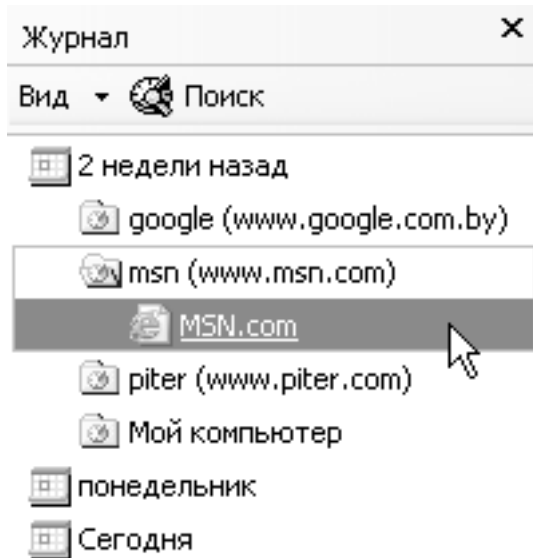 Журнал
Вид Поиск
2 недели назад
google (www.google.com.by)
msn (www.msn.com)
MSN.com
piter (www.piter.com)
Мой компьютер
понедельник
Сегодня